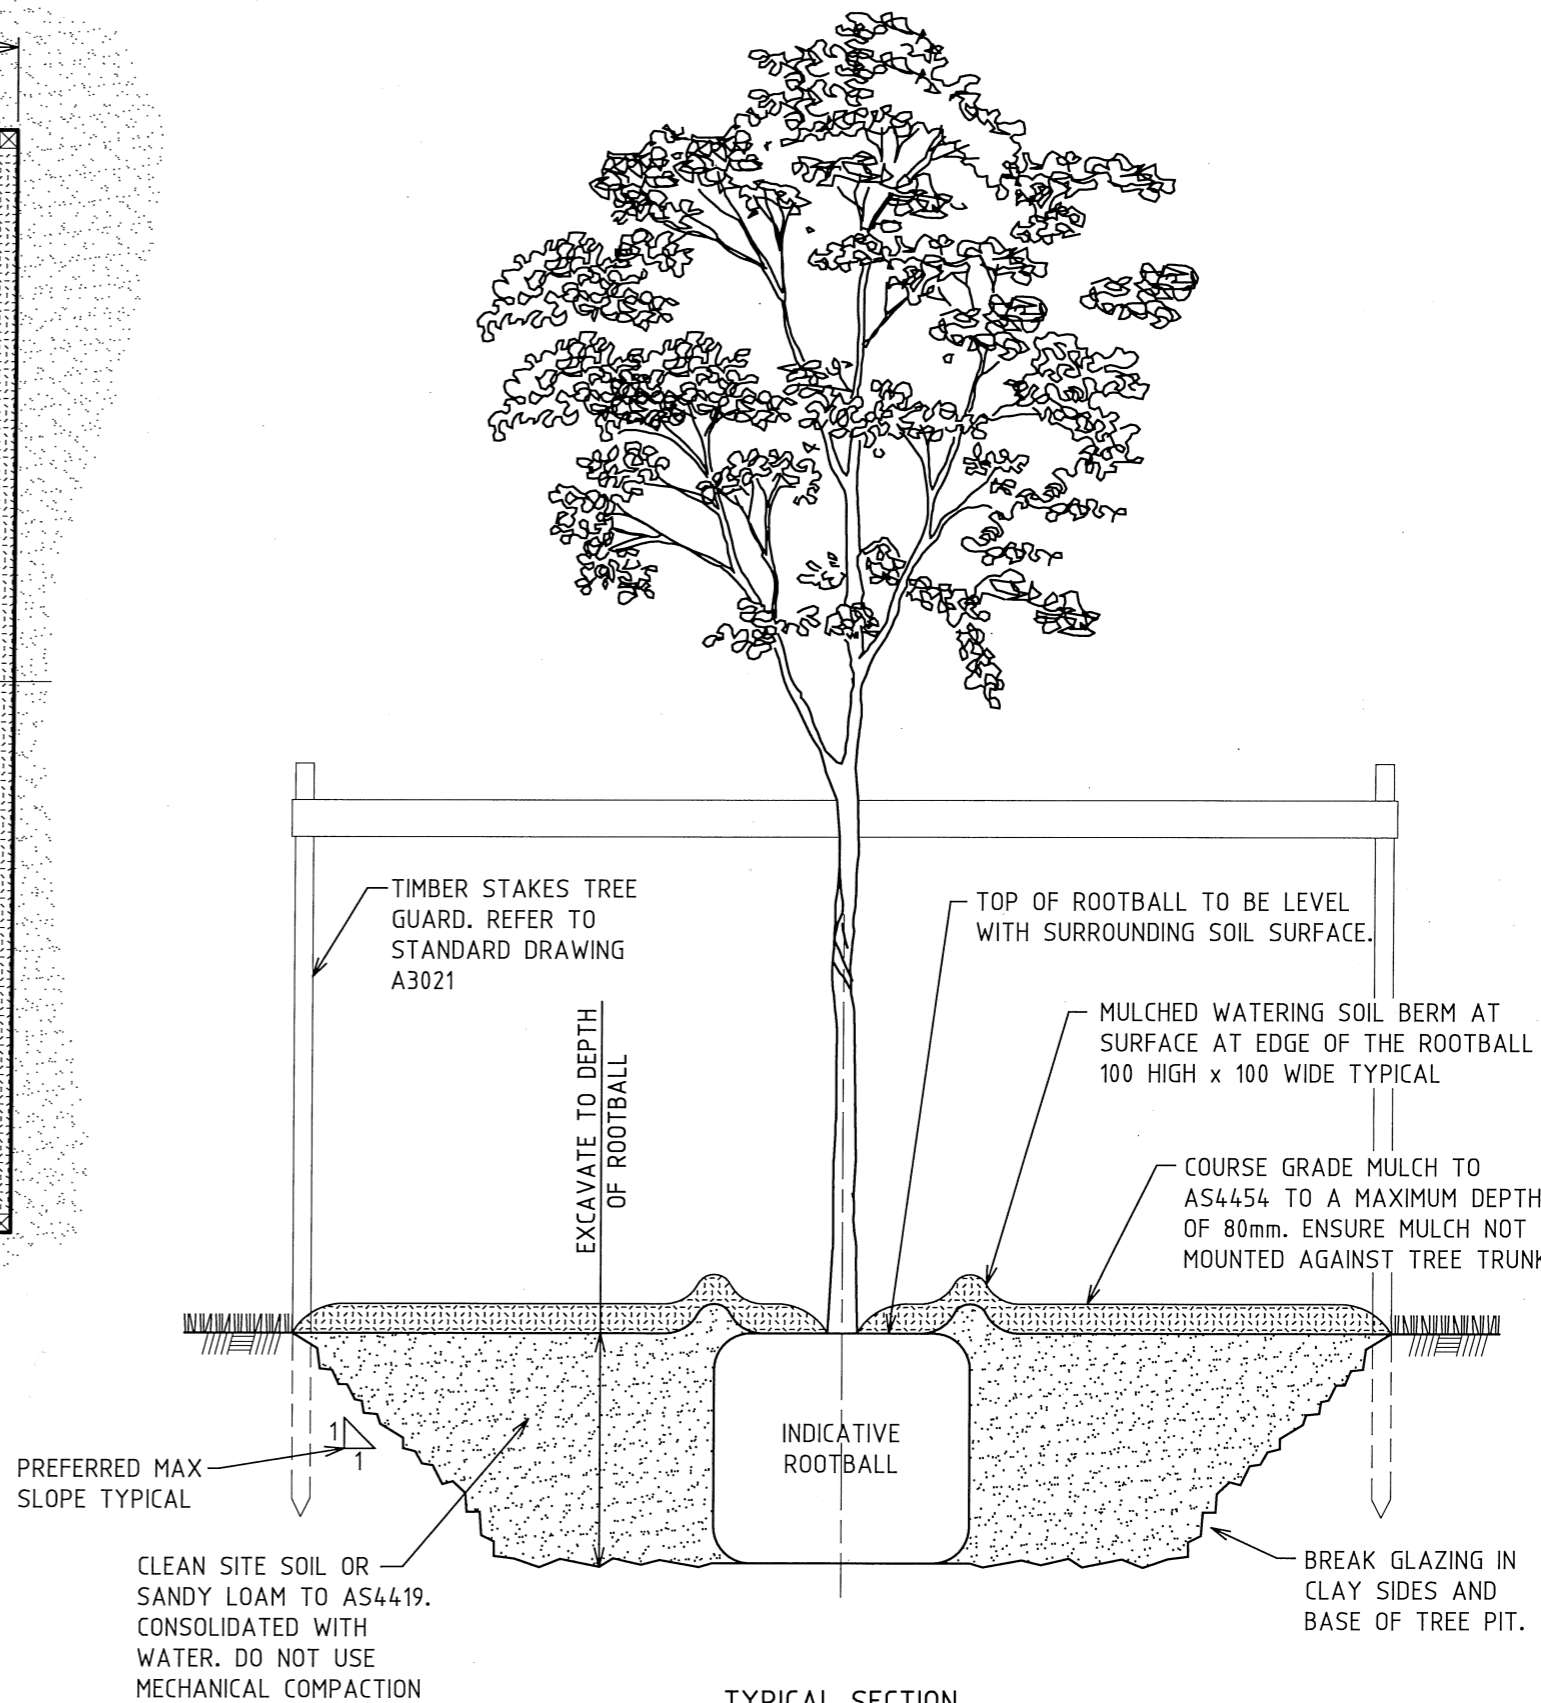 TIMBER STAKES TREE
GUARD. REFER TO
STANDARD DRAWING
A3021
TOP OF ROOTBALL TO BE LEVEL
WITH SURROUNDING SOIL SURFACE.
EXCAVATE TO DEPTH
OF ROOTBALL
MULCHED WATERING SOIL BERM AT
SURFACE AT EDGE OF THE ROOTBALL
100 HIGH x 100 WIDE TYPICAL
COURSE GRADE MULCH TO
AS4454 TO A MAXIMUM DEPTH
OF 80mm. ENSURE MULCH NOT
MOUNTED AGAINST TREE TRUNK
1
1
PREFERRED MAX
SLOPE TYPICAL
INDICATIVE
ROOTBALL
CLEAN SITE SOIL OR
SANDY LOAM TO AS4419.
CONSOLIDATED WITH
WATER. DO NOT USE
MECHANICAL COMPACTION
BREAK GLAZING IN
CLAY SIDES AND
BASE OF TREE PIT.
TYPICAL SECTION